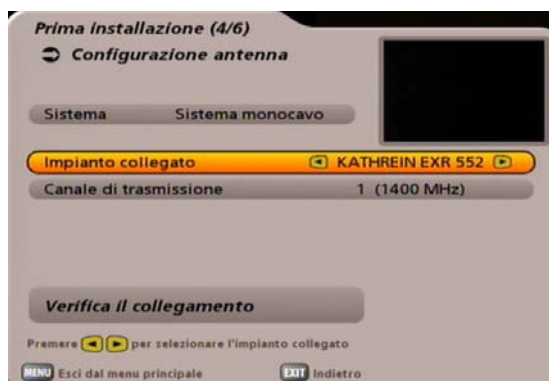 Prima installazione (4/6)
Configurazione antenna
Sistema Sistema monocavo
Impianto collegato KATHREIN EXR 552
Canale di trasmissione 1 (1400 MHz)
Verifica il collegamento
Premere per selezionare l'impianto collegato
MENU Esci dal menu principale EXIT Indietro